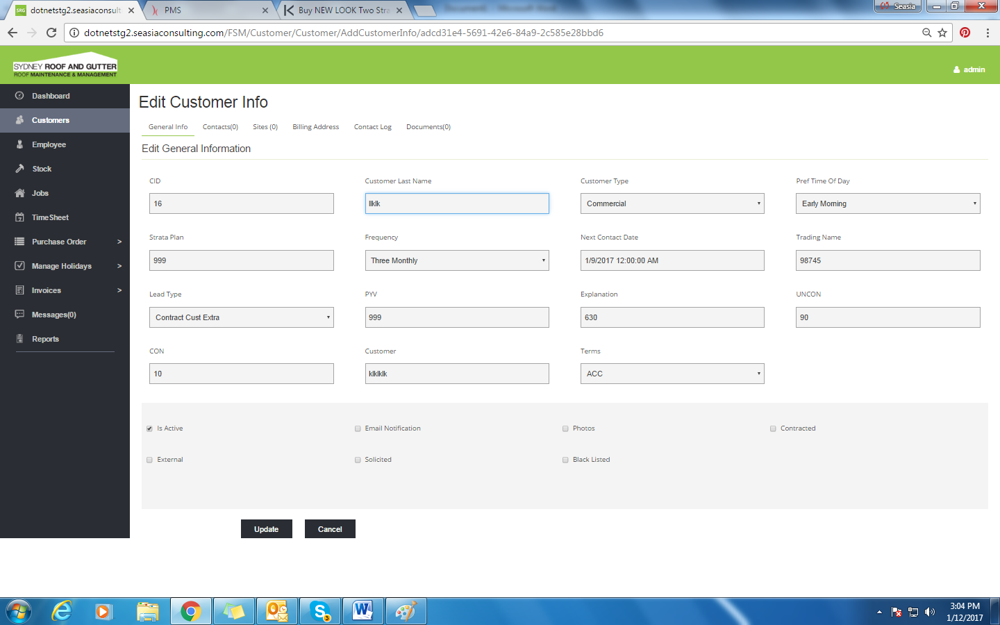 dotnetstg2.seasiaconsult
PMS
Buy NEW LOOK Two Stra
Seasia
dotnetstg2.seasiaconsulting.com/FSM/Customer/Customer/AddCustomerInfo/adcd31e4-5691-42e6-84a9-2c585e28bbd6
SRG
SYDNEY ROOF AND GUTTER
ROOF MAINTENANCE & MANAGEMENT
admin
Dashboard
Customers
Employee
Stock
Jobs
TimeSheet
Purchase Order >
Manage Holidays >
Invoices >
Messages(0)
Reports
Edit Customer Info
General Info Contacts(0) Sites (0) Billing Address Contact Log Documents(0)
Edit General Information
CID Customer Last Name Customer Type Pref Time Of Day
16 llklk Commercial Early Morning
Strata Plan Frequency Next Contact Date Trading Name
999 Three Monthly 1/9/2017 12:00:00 AM 98745
Lead Type PYV Explanation UNCON
Contract Cust Extra 999 630 90
CON Customer Terms
10 klklklk ACC
Is Active Email Notification Photos Contracted
External Solicited Black Listed
Update Cancel
3
3:04 PM
1/12/2017